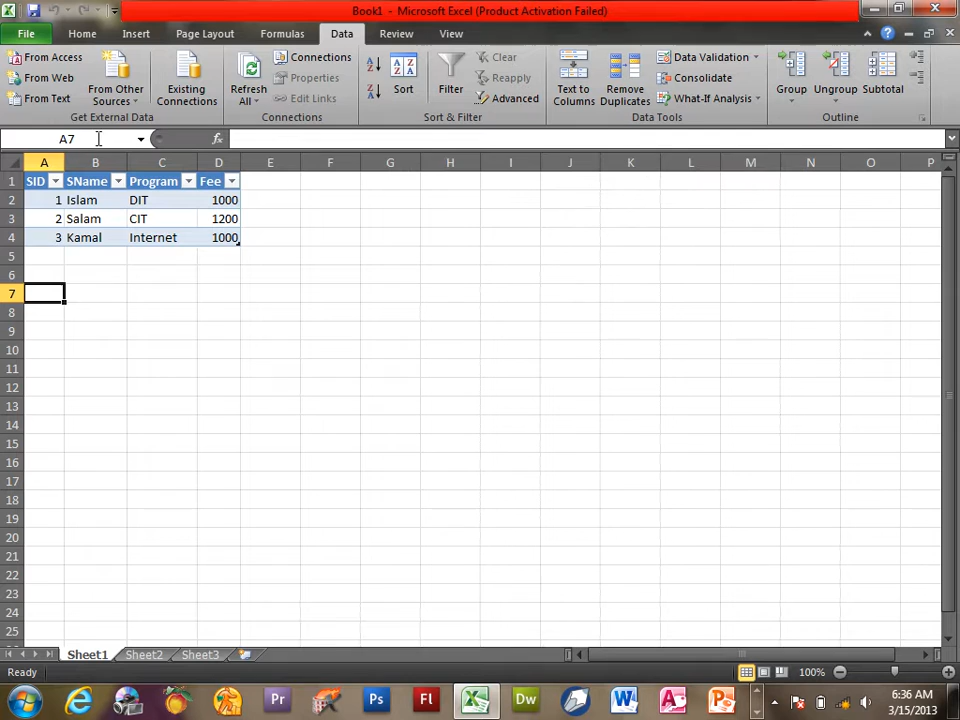 Book1 - Microsoft Excel (Product Activation Failed)
File Home Insert Page Layout Formulas Data Review View
From Access
From Web
From Text
From Other Sources
Existing Connections
Get External Data
Refresh All
Connections
Properties
Edit Links
Connections
Sort
Filter
Clear
Reapply
Advanced
Sort & Filter
Text to Columns
Remove Duplicates
Data Validation
Consolidate
What-If Analysis
Data Tools
Group
Ungroup
Subtotal
Outline
A7 fx
A B C D E F G H I J K L M N O P
1 SID SName Program Fee
2 1 Islam DIT 1000
3 2 Salam CIT 1200
4 3 Kamal Internet 1000
5
6
7
8
9
10
11
12
13
14
15
16
17
18
19
20
21
22
23
24
25
Sheet1 Sheet2 Sheet3
Ready 100%
Pr Ps Fl Dw
6:36 AM
3/15/2013